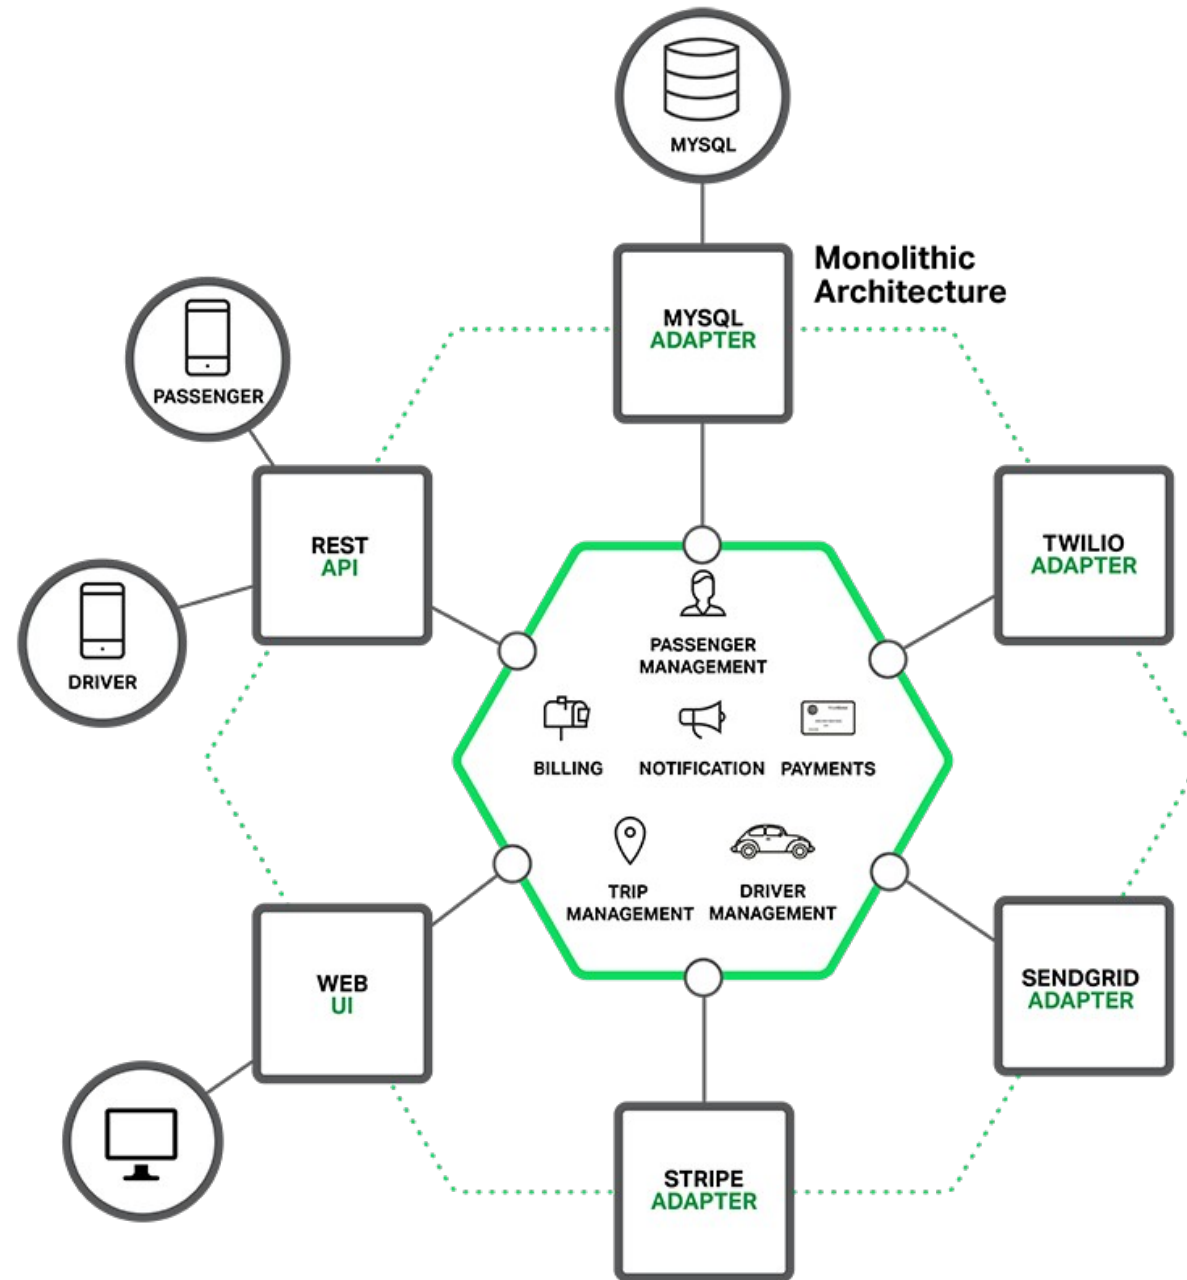 MYSQL
Monolithic
Architecture
MYSQL
ADAPTER
PASSENGER
REST
API
TWILIO
ADAPTER
DRIVER
PASSENGER
MANAGEMENT
BILLING
NOTIFICATION
PAYMENTS
TRIP
MANAGEMENT
DRIVER
MANAGEMENT
WEB
UI
SENDGRID
ADAPTER
STRIPE
ADAPTER